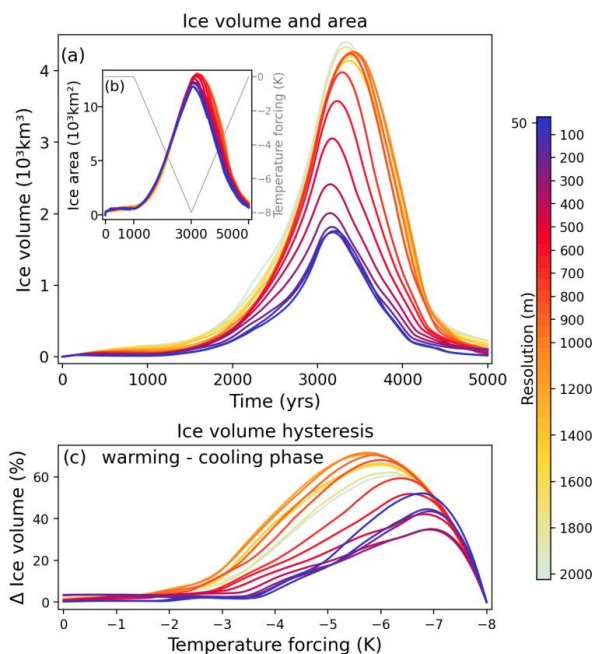 Ice volume and area
(a)
Ice volume (10³km³)
4
3
2
1
0
(b)
Ice area (10³km²)
10
5
0
0 1000 3000 5000
0
−2
−4
−6
−8
Temperature forcing (K)
0 1000 2000 3000 4000 5000
Time (yrs)
Ice volume hysteresis
(c) warming - cooling phase
Δ Ice volume (%)
60
40
20
0
0 −1 −2 −3 −4 −5 −6 −7 −8
Temperature forcing (K)
Resolution (m)
50
100
200
300
400
500
600
700
800
900
1000
1200
1400
1600
1800
2000